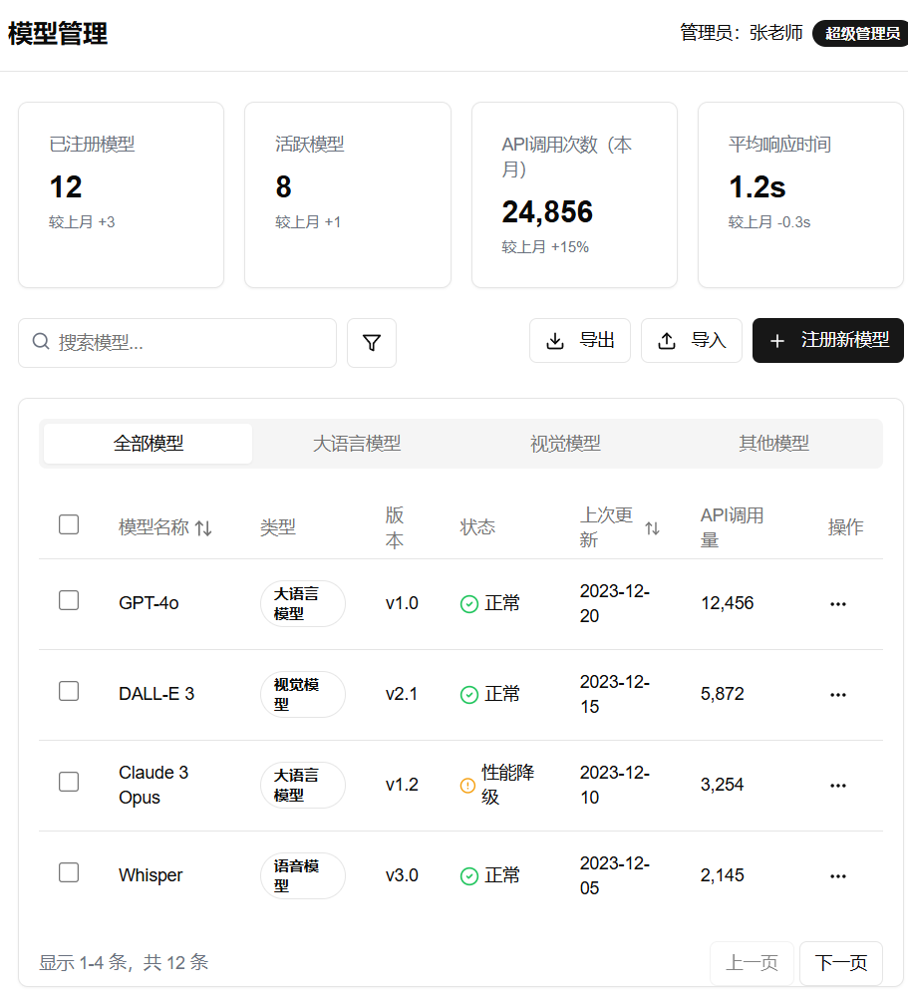 模型管理
管理员：张老师 超级管理员
已注册模型
12
较上月 +3
活跃模型
8
较上月 +1
API调用次数（本
月）
24,856
较上月 +15%
平均响应时间
1.2s
较上月 -0.3s
搜索模型...
导出
导入
注册新模型
全部模型 大语言模型 视觉模型 其他模型
模型名称 类型 版
本 状态 上次更
新 API调用
量 操作
GPT-4o 大语言
模型 v1.0 正常 2023-12-
20 12,456 ...
DALL-E 3 视觉模
型 v2.1 正常 2023-12-
15 5,872 ...
Claude 3
Opus 大语言
模型 v1.2 性能降
级 2023-12-
10 3,254 ...
Whisper 语音模
型 v3.0 正常 2023-12-
05 2,145 ...
显示 1-4 条，共 12 条
上一页 下一页